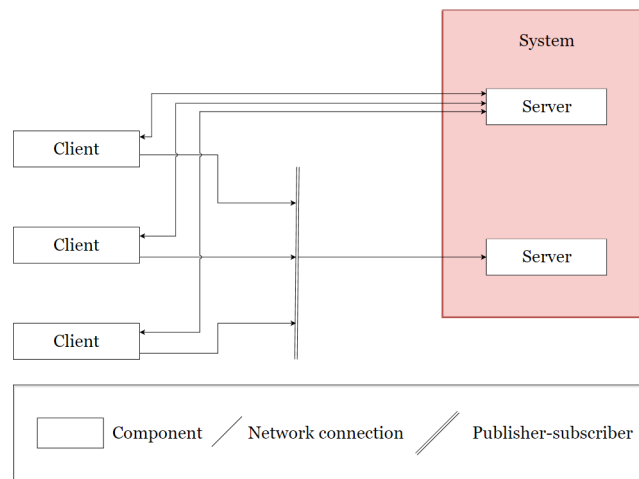 System
Server
Client
Client
Server
Client
Component
Network connection
Publisher-subscriber